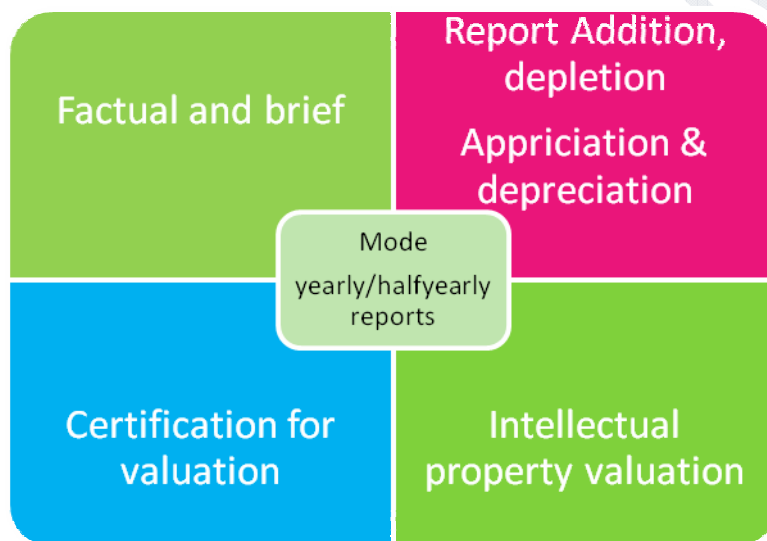 Factual and brief
Report Addition,
depletion
Appriciation &
depreciation
Mode
yearly/halfyearly
reports
Certification for
valuation
Intellectual
property valuation